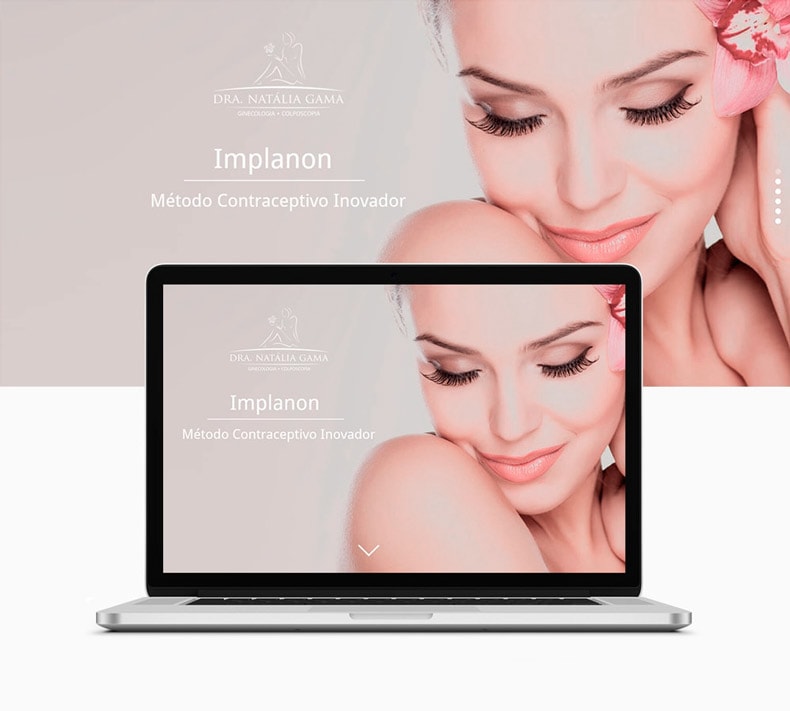 DRA. NATÁLIA GAMA
GINECOLOGIA + COLPOSCOPIA
Implanon
Método Contraceptivo Inovador
DRA. NATÁLIA GAMA
GINECOLOGIA + COLPOSCOPIA
Implanon
Método Contraceptivo Inovador